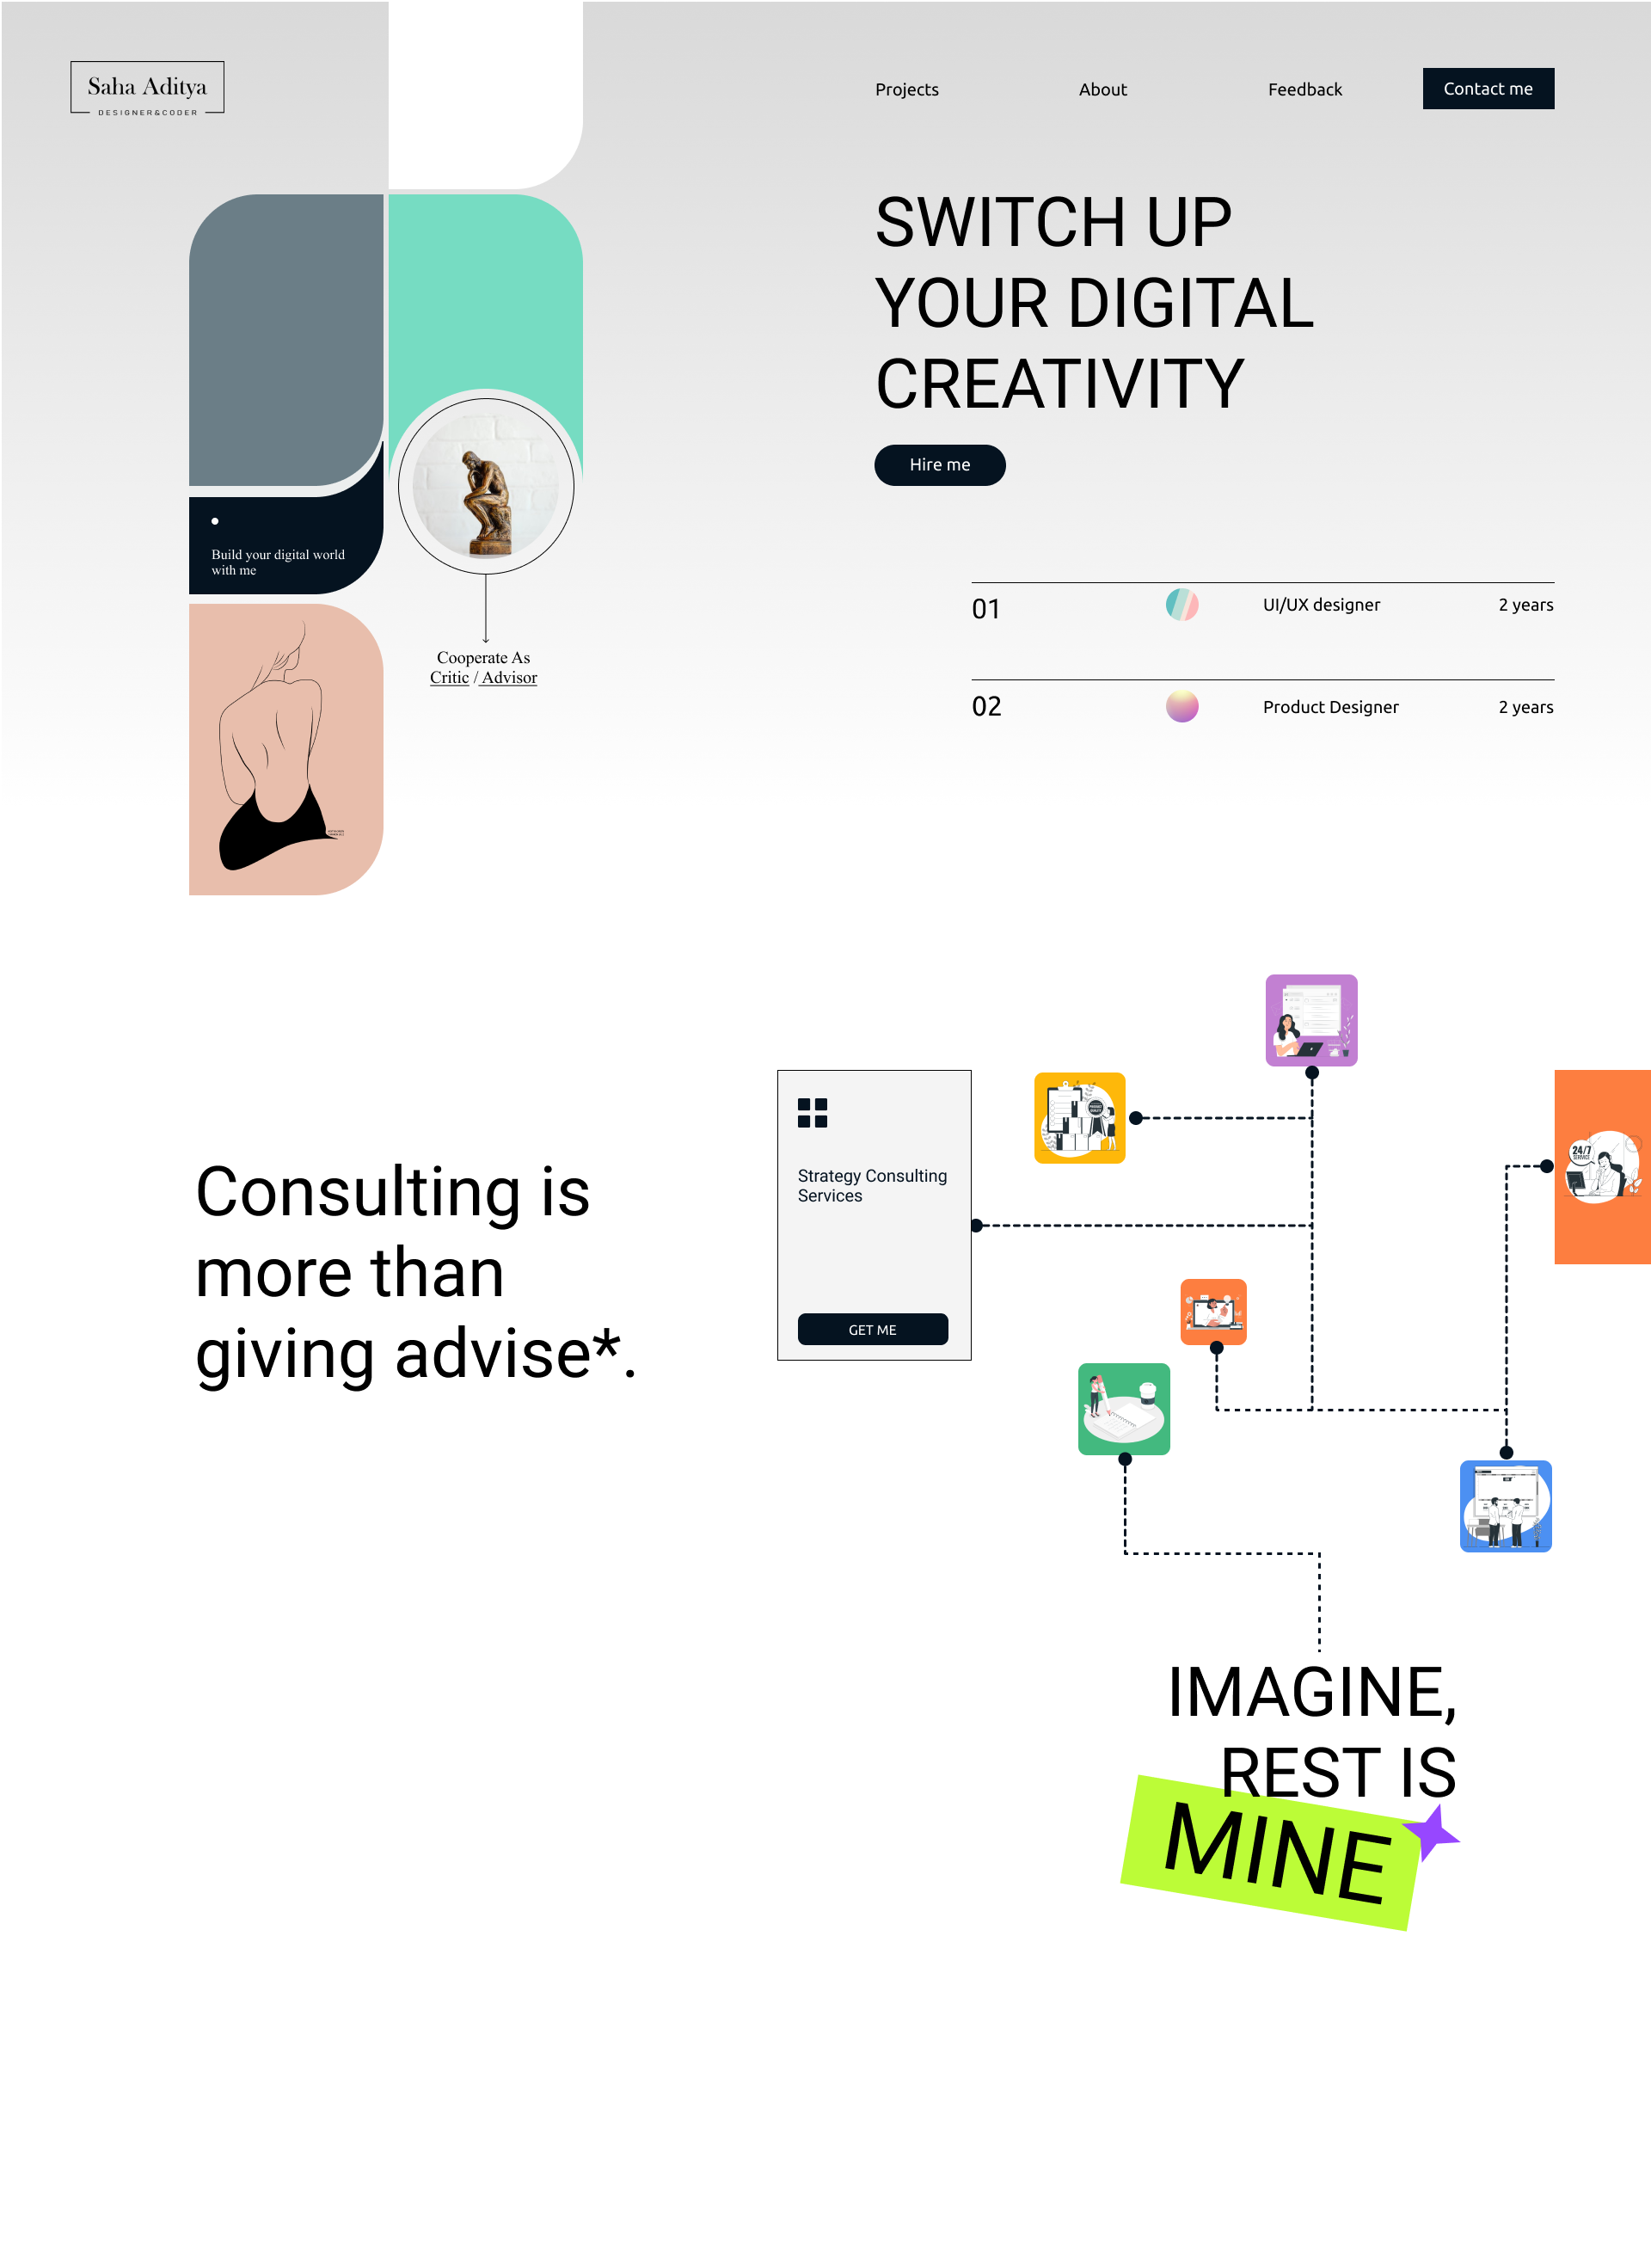 Saha Aditya
DESIGNER&CODER
Projects
About
Feedback
Contact me
SWITCH UP
YOUR DIGITAL
CREATIVITY
Hire me
Build your digital world
with me
Cooperate As
Critic / Advisor
01
UI/UX designer
2 years
02
Product Designer
2 years
Consulting is
more than
giving advise*.
Strategy Consulting
Services
GET ME
24/7
SERVICE
IMAGINE,
REST IS
MINE